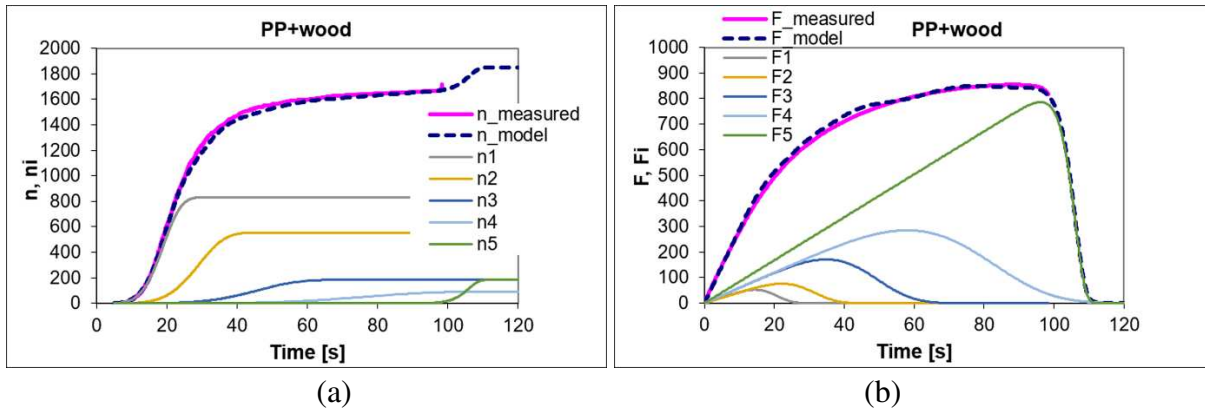 PP+wood
2000
1800
1600
1400
1200
1000
800
600
400
200
0
n, ni
n_measured
n_model
n1
n2
n3
n4
n5
0 20 40 60 80 100 120
Time [s]
(a)
F_measured
F_model
F1
F2
F3
F4
F5
PP+wood
1000
900
800
700
600
500
400
300
200
100
0
F, Fi
0 20 40 60 80 100 120
Time [s]
(b)